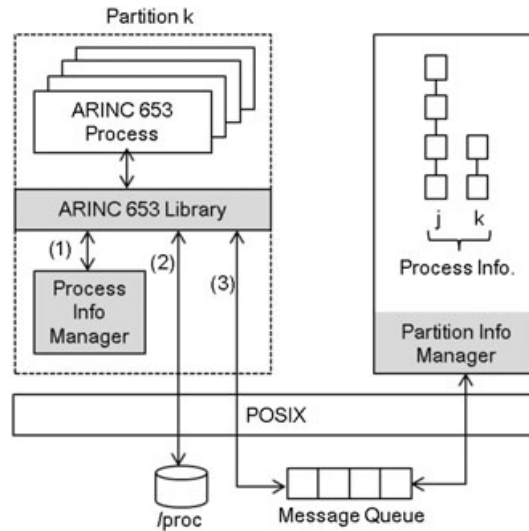 Partition k
ARINC 653
Process
ARINC 653 Library
(1)
(2)
(3)
Process
Info
Manager
j
k
Process Info.
Partition Info
Manager
POSIX
/proc
Message Queue